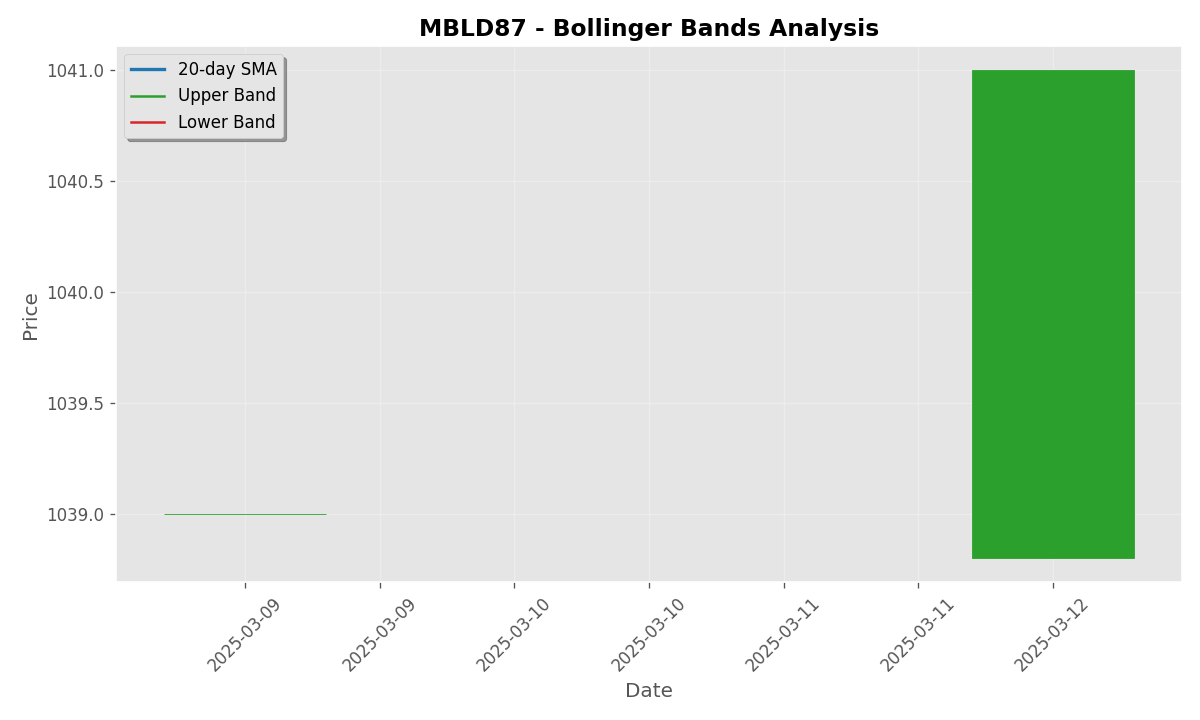 MBLD87 - Bollinger Bands Analysis
20-day SMA
Upper Band
Lower Band
1041.0
1040.5
1040.0
1039.5
1039.0
Price
2025-03-09
2025-03-09
2025-03-10
2025-03-10
2025-03-11
2025-03-11
2025-03-12
Date